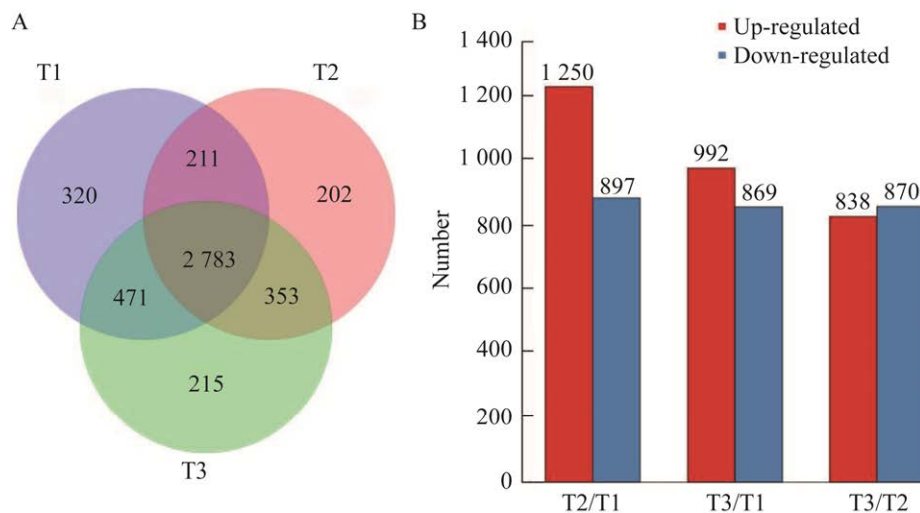 A
T1
T2
320
211
202
2 783
471
353
215
T3
B
Up-regulated
Down-regulated
Number
1 400
1 200
1 000
800
600
400
200
0
1 250
897
992
869
838
870
T2/T1
T3/T1
T3/T2